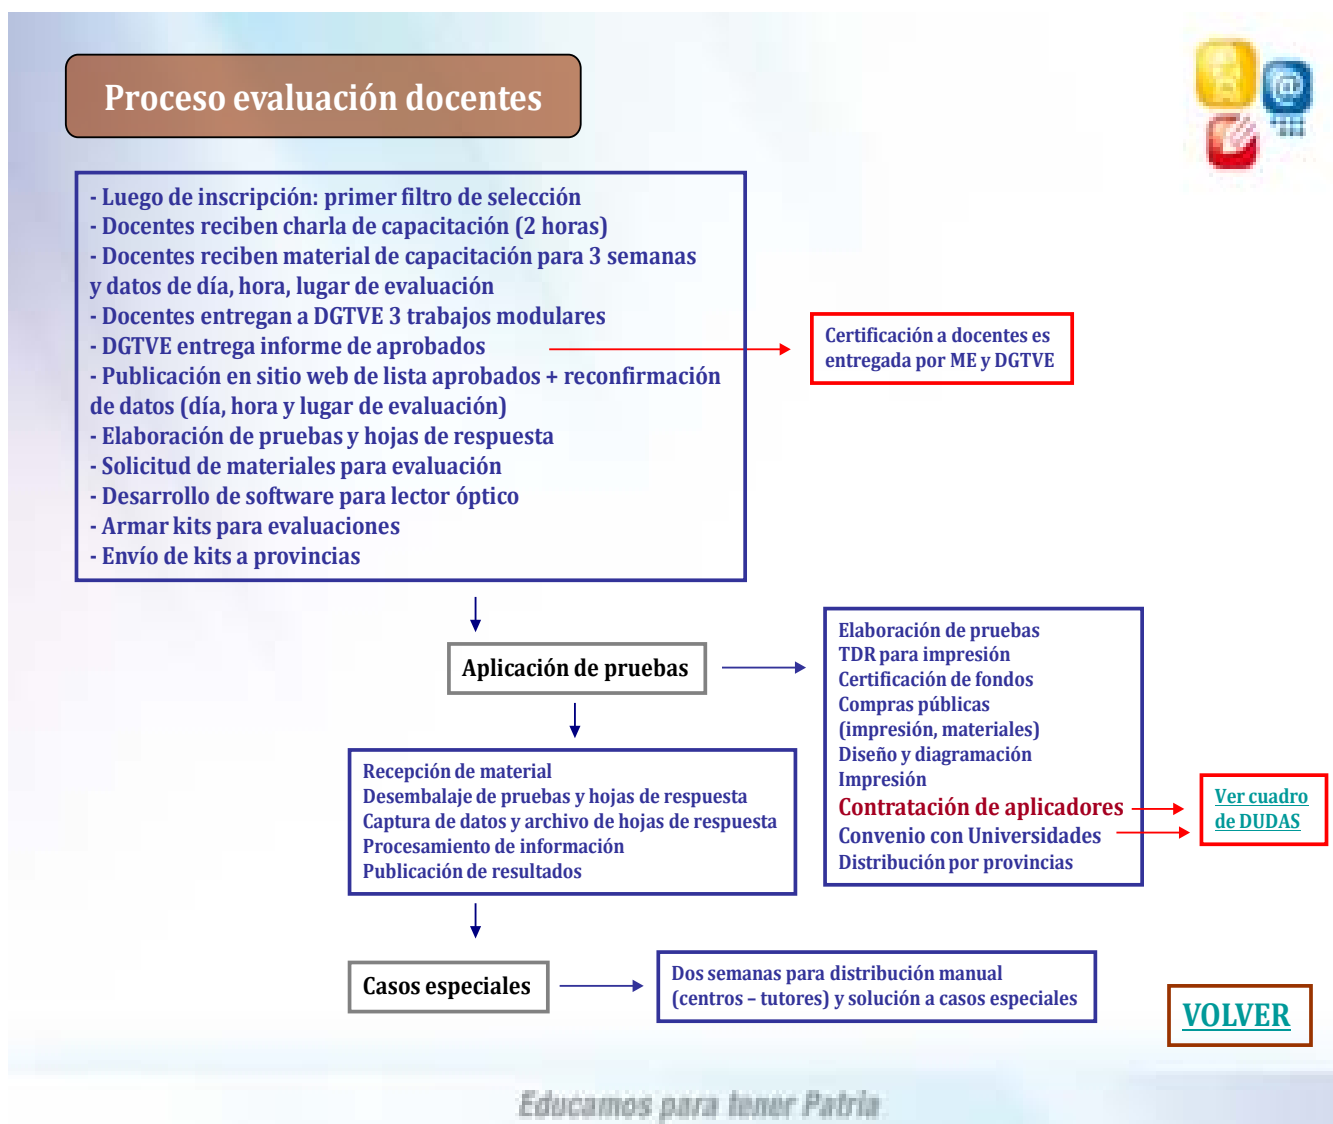 Proceso evaluación docentes
- Luego de inscripción: primer filtro de selección
- Docentes reciben charla de capacitación (2 horas)
- Docentes reciben material de capacitación para 3 semanas
y datos de día, hora, lugar de evaluación
- Docentes entregan a DGTVE 3 trabajos modulares
- DGTVE entrega informe de aprobados
- Publicación en sitio web de lista aprobados + reconfirmación
de datos (día, hora y lugar de evaluación)
- Elaboración de pruebas y hojas de respuesta
- Solicitud de materiales para evaluación
- Desarrollo de software para lector óptico
- Armar kits para evaluaciones
- Envío de kits a provincias
Certificación a docentes es
entregada por ME y DGTVE
Aplicación de pruebas
Elaboración de pruebas
TDR para impresión
Certificación de fondos
Compras públicas
(impresión, materiales)
Diseño y diagramación
Impresión
Contratación de aplicadores
Convenio con Universidades
Distribución por provincias
Ver cuadro
de DUDAS
Recepción de material
Desembalaje de pruebas y hojas de respuesta
Captura de datos y archivo de hojas de respuesta
Procesamiento de información
Publicación de resultados
Casos especiales
Dos semanas para distribución manual
(centros – tutores) y solución a casos especiales
VOLVER
Educamos para tener Patria